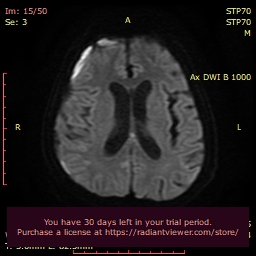 Im: 15/50
Se: 3
A
STP70
STP70
M
Ax DWI B 1000
R
L
You have 30 days left in your trial period.
Purchase a license at https://radiantviewer.com/store/